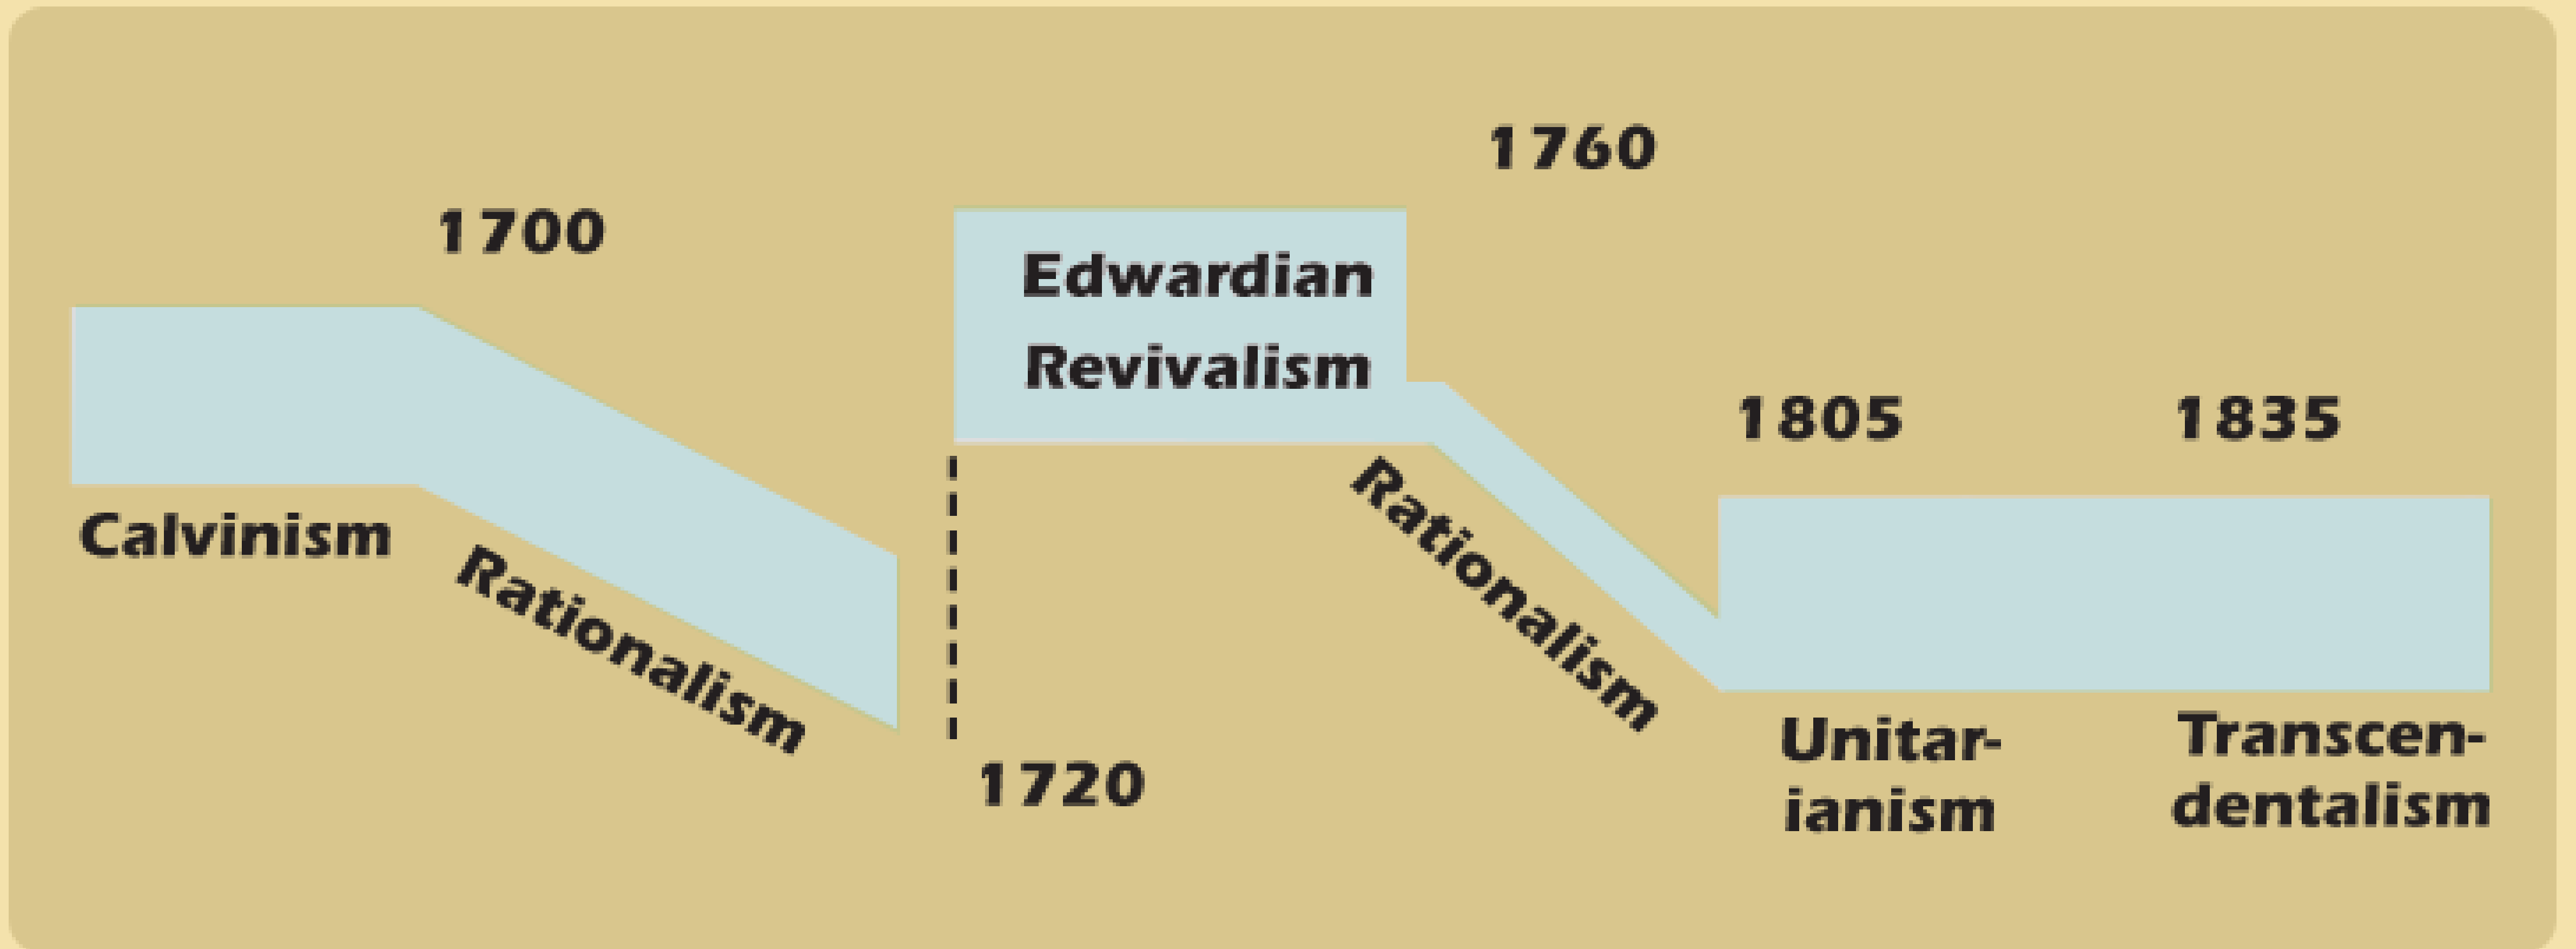 1760
1700
Edwardian
Revivalism
1805
1835
Calvinism
Rationalism
Rationalism
1720
Unitar-
ianism
Transcen-
dentalism